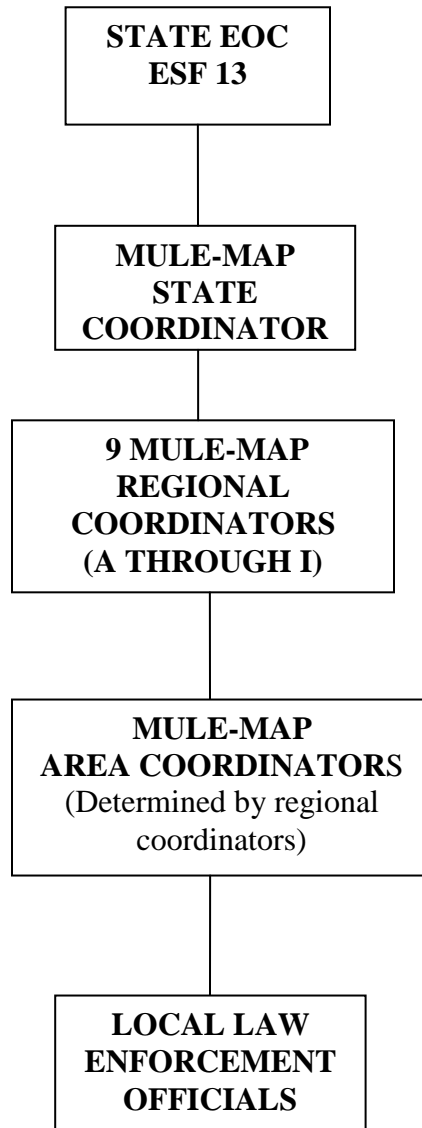 STATE EOC
ESF 13
MULE-MAP
STATE
COORDINATOR
9 MULE-MAP
REGIONAL
COORDINATORS
(A THROUGH I)
MULE-MAP
AREA COORDINATORS
(Determined by regional
coordinators)
LOCAL LAW
ENFORCEMENT
OFFICIALS